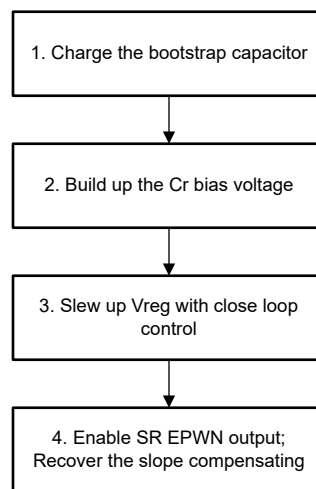 1. Charge the bootstrap capacitor
2. Build up the Cr bias voltage
3. Slew up Vreg with close loop
control
4. Enable SR EPWN output;
Recover the slope compensating